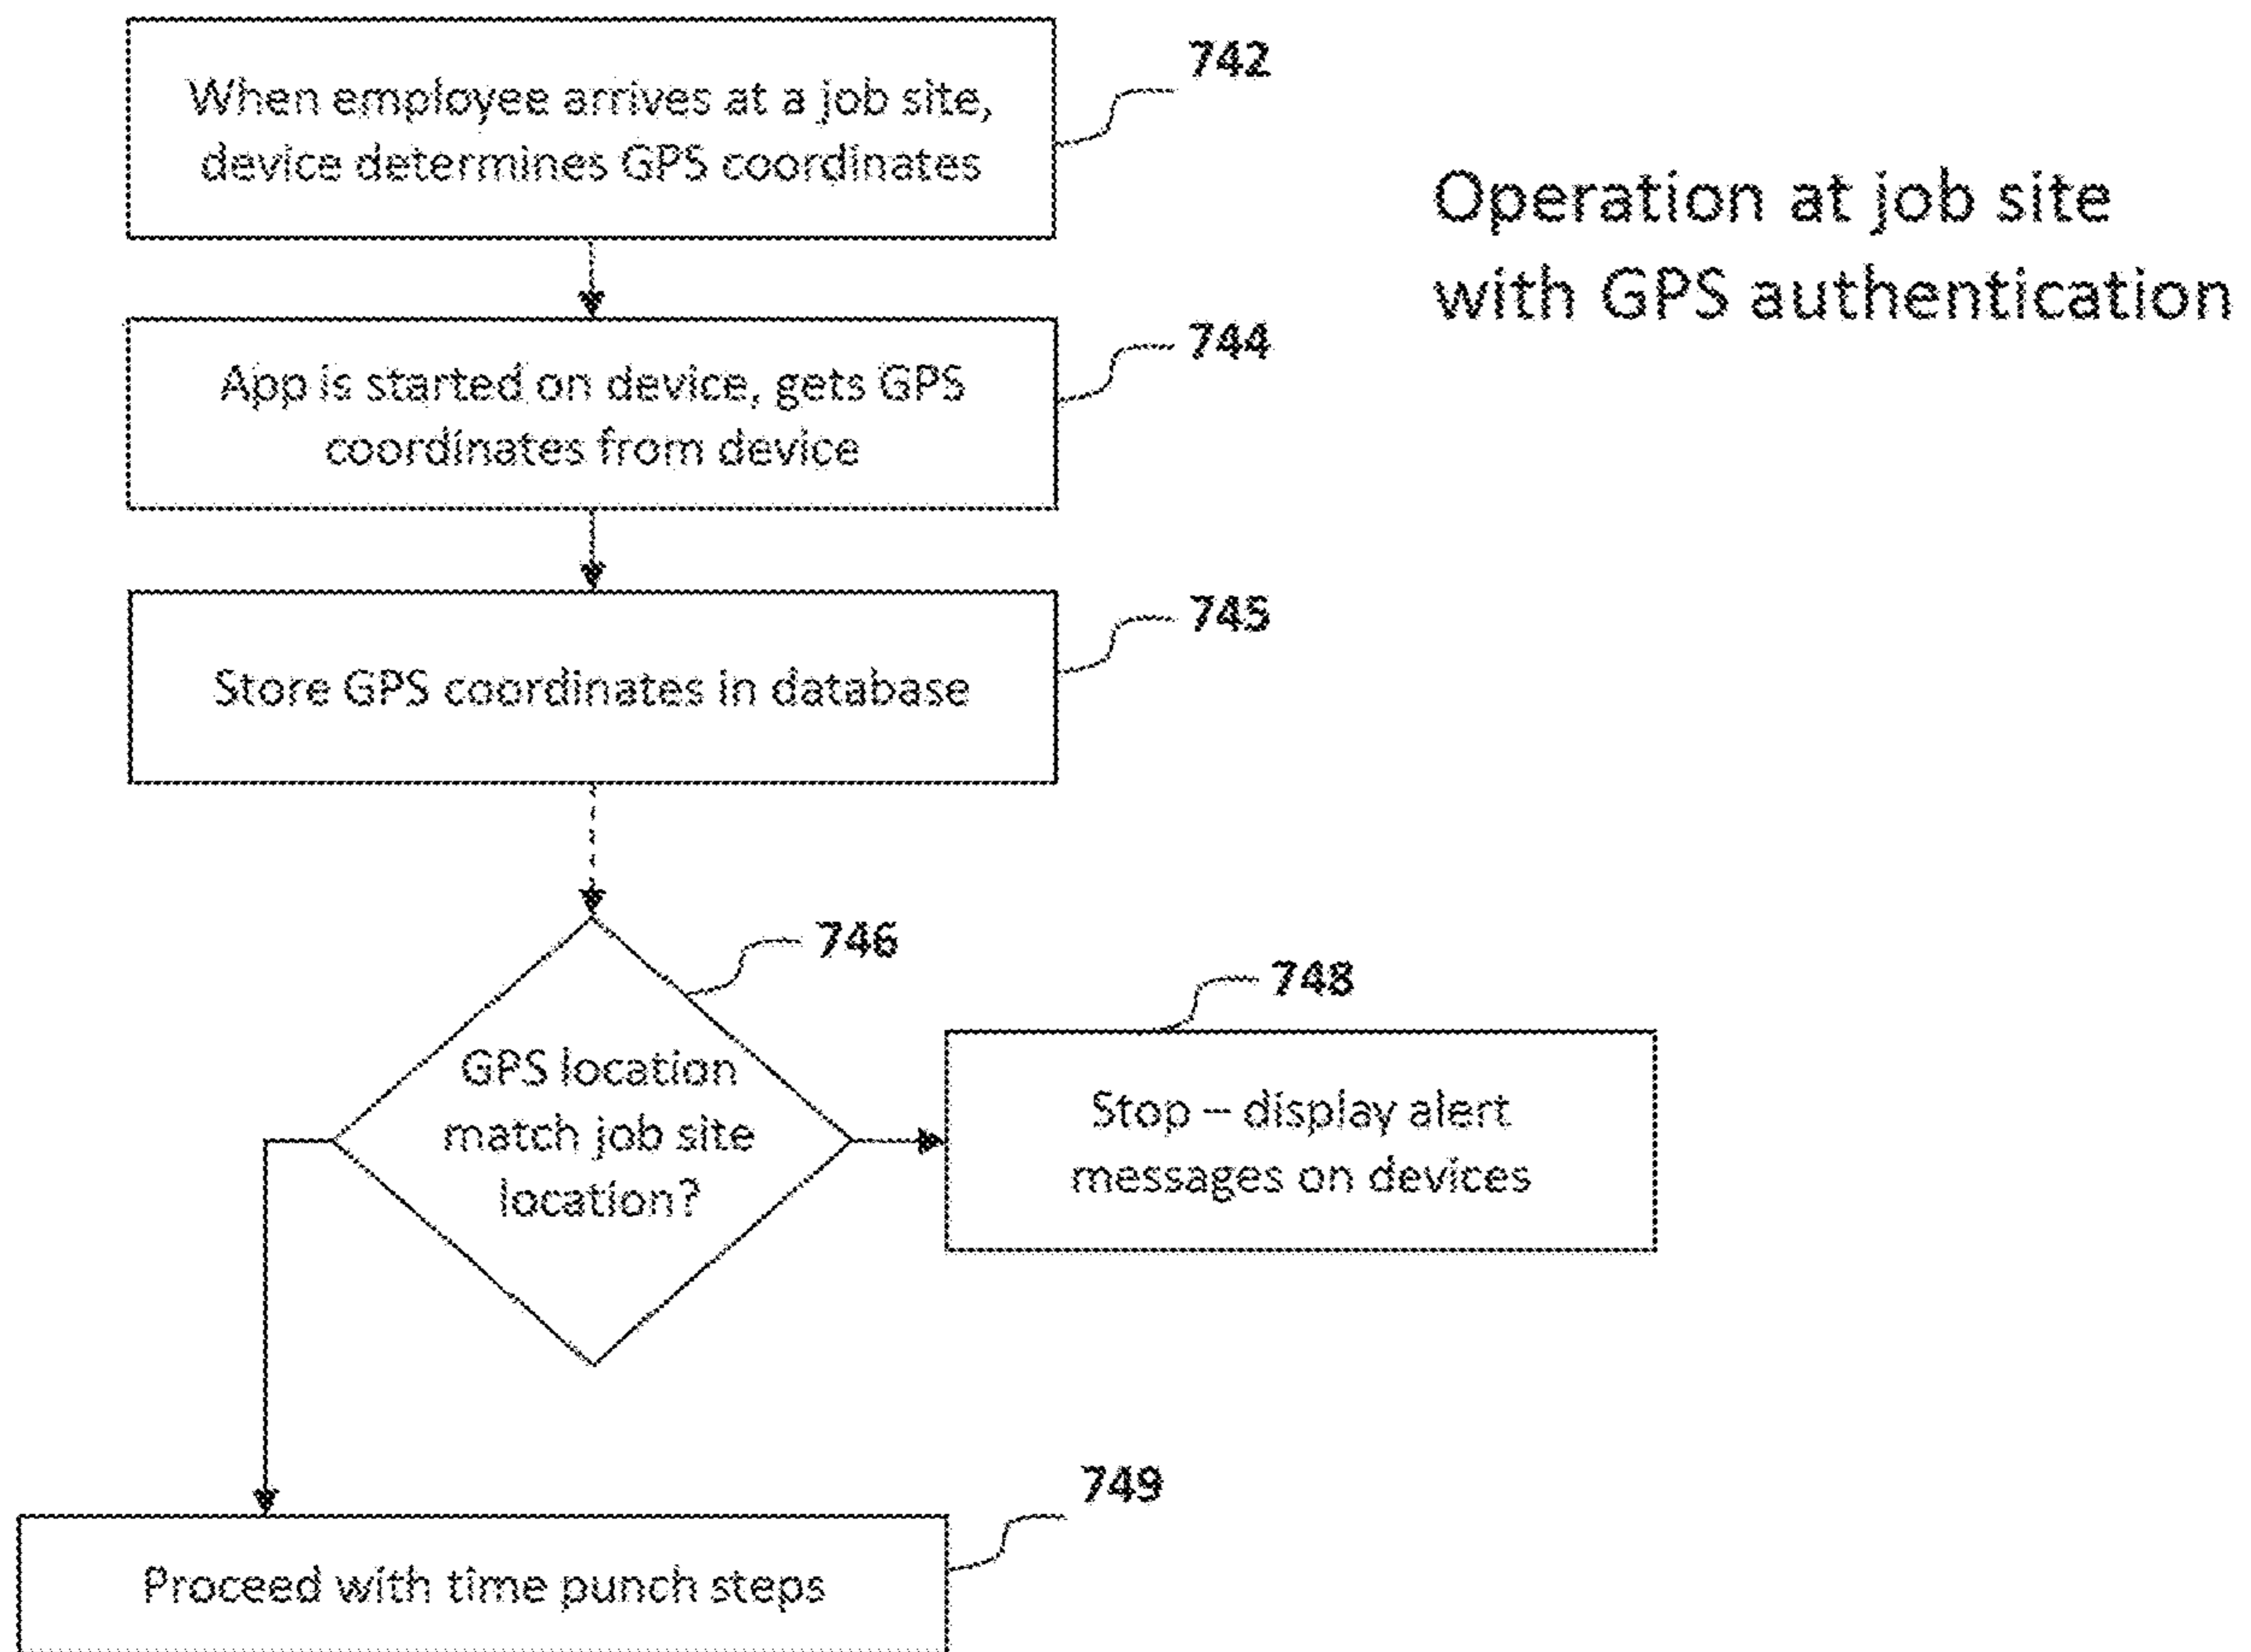 742
When employee arrives at a job site,
device determines GPS coordinates
Operation at job site
with GPS authentication
744
App is started on device, gets GPS
coordinates from device
745
Store GPS coordinates in database
746
GPS location
match job site
location?
748
Stop – display alert
messages on devices
749
Proceed with time punch steps